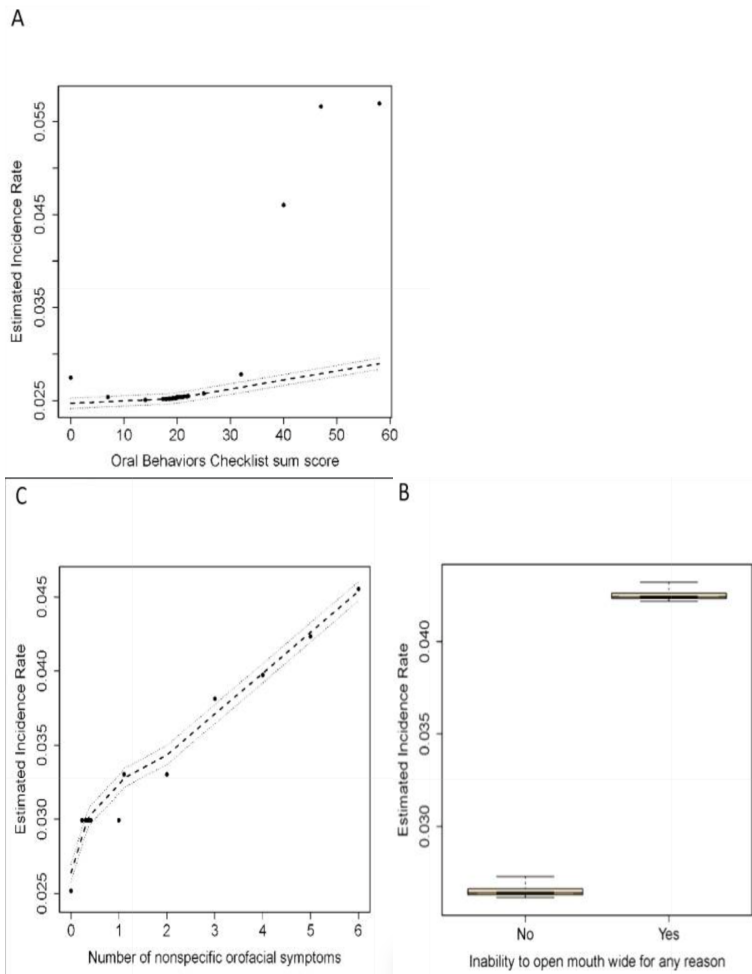 A
Estimated Incidence Rate
0.055
0.045
0.035
0.025
0 10 20 30 40 50 60
Oral Behaviors Checklist sum score
C
Estimated Incidence Rate
0.045
0.040
0.035
0.030
0.025
0 1 2 3 4 5 6
Number of nonspecific orofacial symptoms
B
Estimated Incidence Rate
0.040
0.035
0.030
No Yes
Inability to open mouth wide for any reason